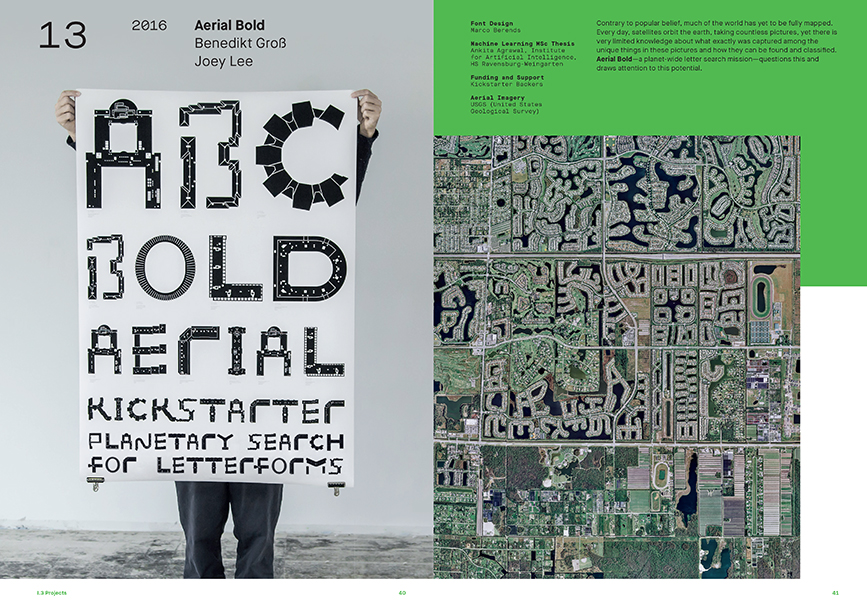 13
2016
Aerial Bold
Benedikt Groß
Joey Lee
ABC
BOLD
AERIAL
KICKSTARTER
PLANETARY SEARCH
FOR LETTERFORMS
Font Design
Marco Berends
Machine Learning MSc Thesis
Ankita Agrawal, Institute
for Artificial Intelligence,
HS Ravensburg-Weingarten
Funding and Support
Kickstarter Backers
Aerial Imagery
USGS (United States
Geological Survey)
Contrary to popular belief, much of the world has yet to be fully mapped.
Every day, satellites orbit the earth, taking countless pictures, yet there is
very limited knowledge about what exactly was captured among the
unique things in these pictures and how they can be found and classified.
Aerial Bold—a planet-wide letter search mission—questions this and
draws attention to this potential.
1.3 Projects
40
41